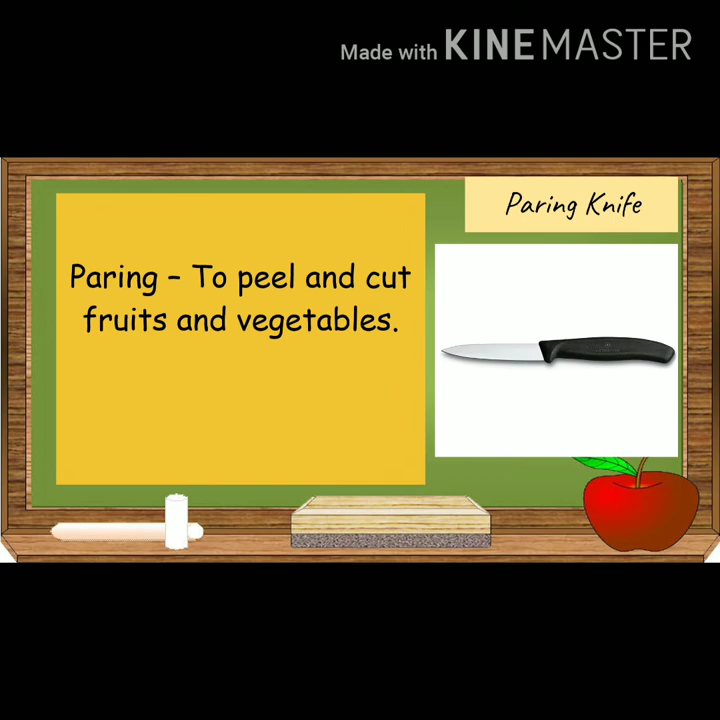 Made with KINEMASTER
Paring Knife
Paring – To peel and cut
fruits and vegetables.